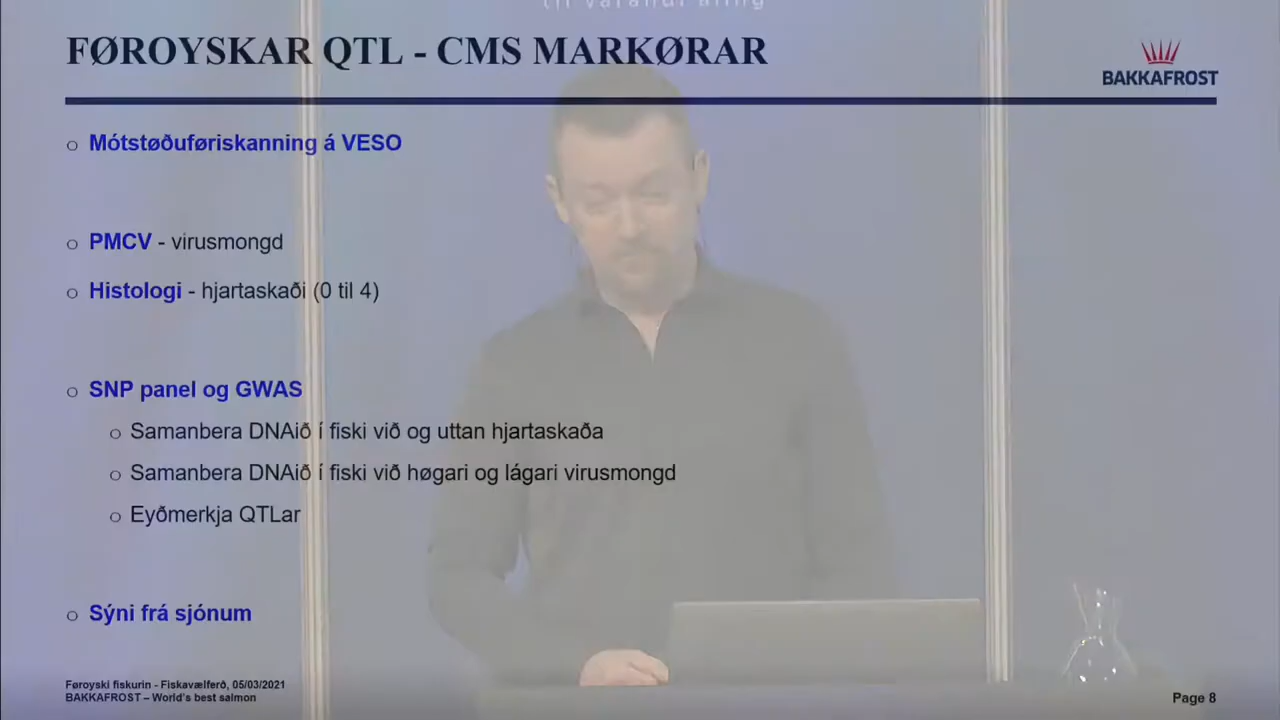 FØROYSKAR QTL - CMS MARKØRAR
BAKKAFROST
Mótstøðuføriskanning á VESO
PMCV - virusmongd
Histologi - hjartaskaði (0 til 4)
SNP panel og GWAS
Samanbera DNAið í fiski við og uttan hjartaskaða
Samanbera DNAið í fiski við høgari og lágari virusmongd
Eyðmerkja QTLar
Sýni frá sjónum
Føroyski fiskurin - Fiskavælferð, 05/03/2021
BAKKAFROST – World's best salmon
Page 8